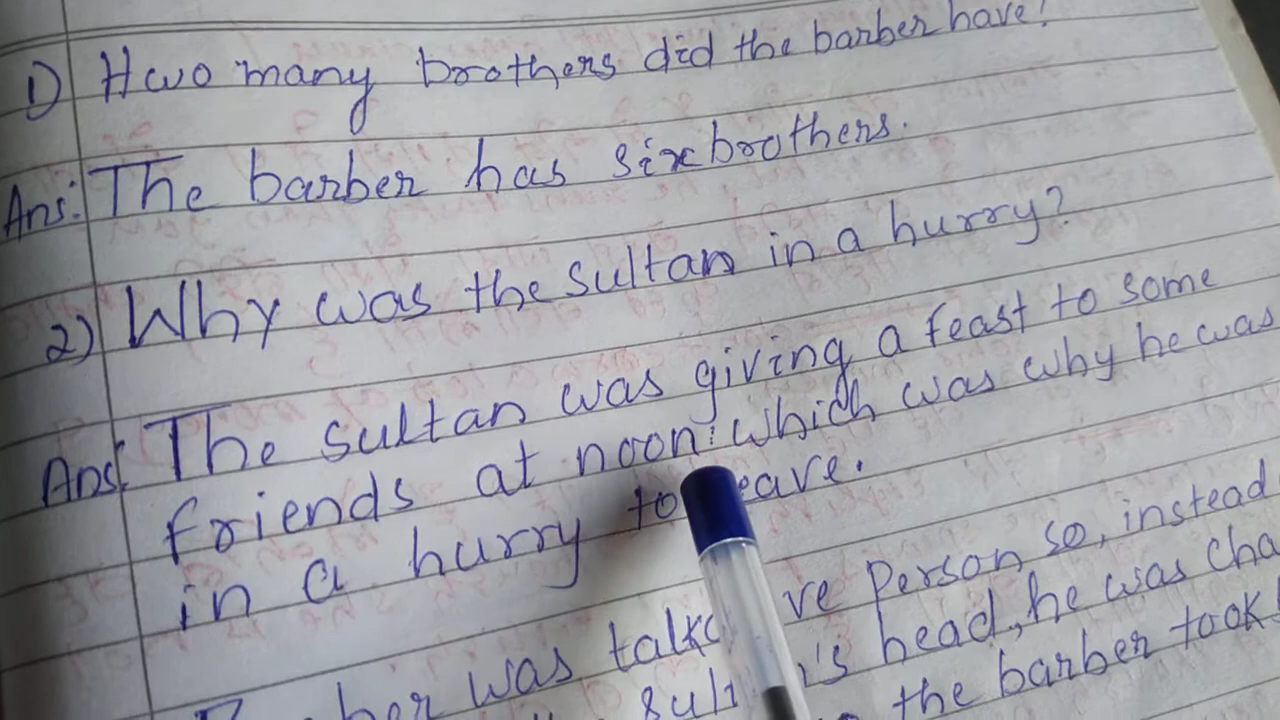 1) Hwo many brothers did the barber have!
Ans: The barber has six brothers.
2) Why was the sultan in a hurry?
Ans: The sultan was giving a feast to some
friends at noon: which was why he was
in a hurry to leave.
was Person so, instead
head, he was
the barber took